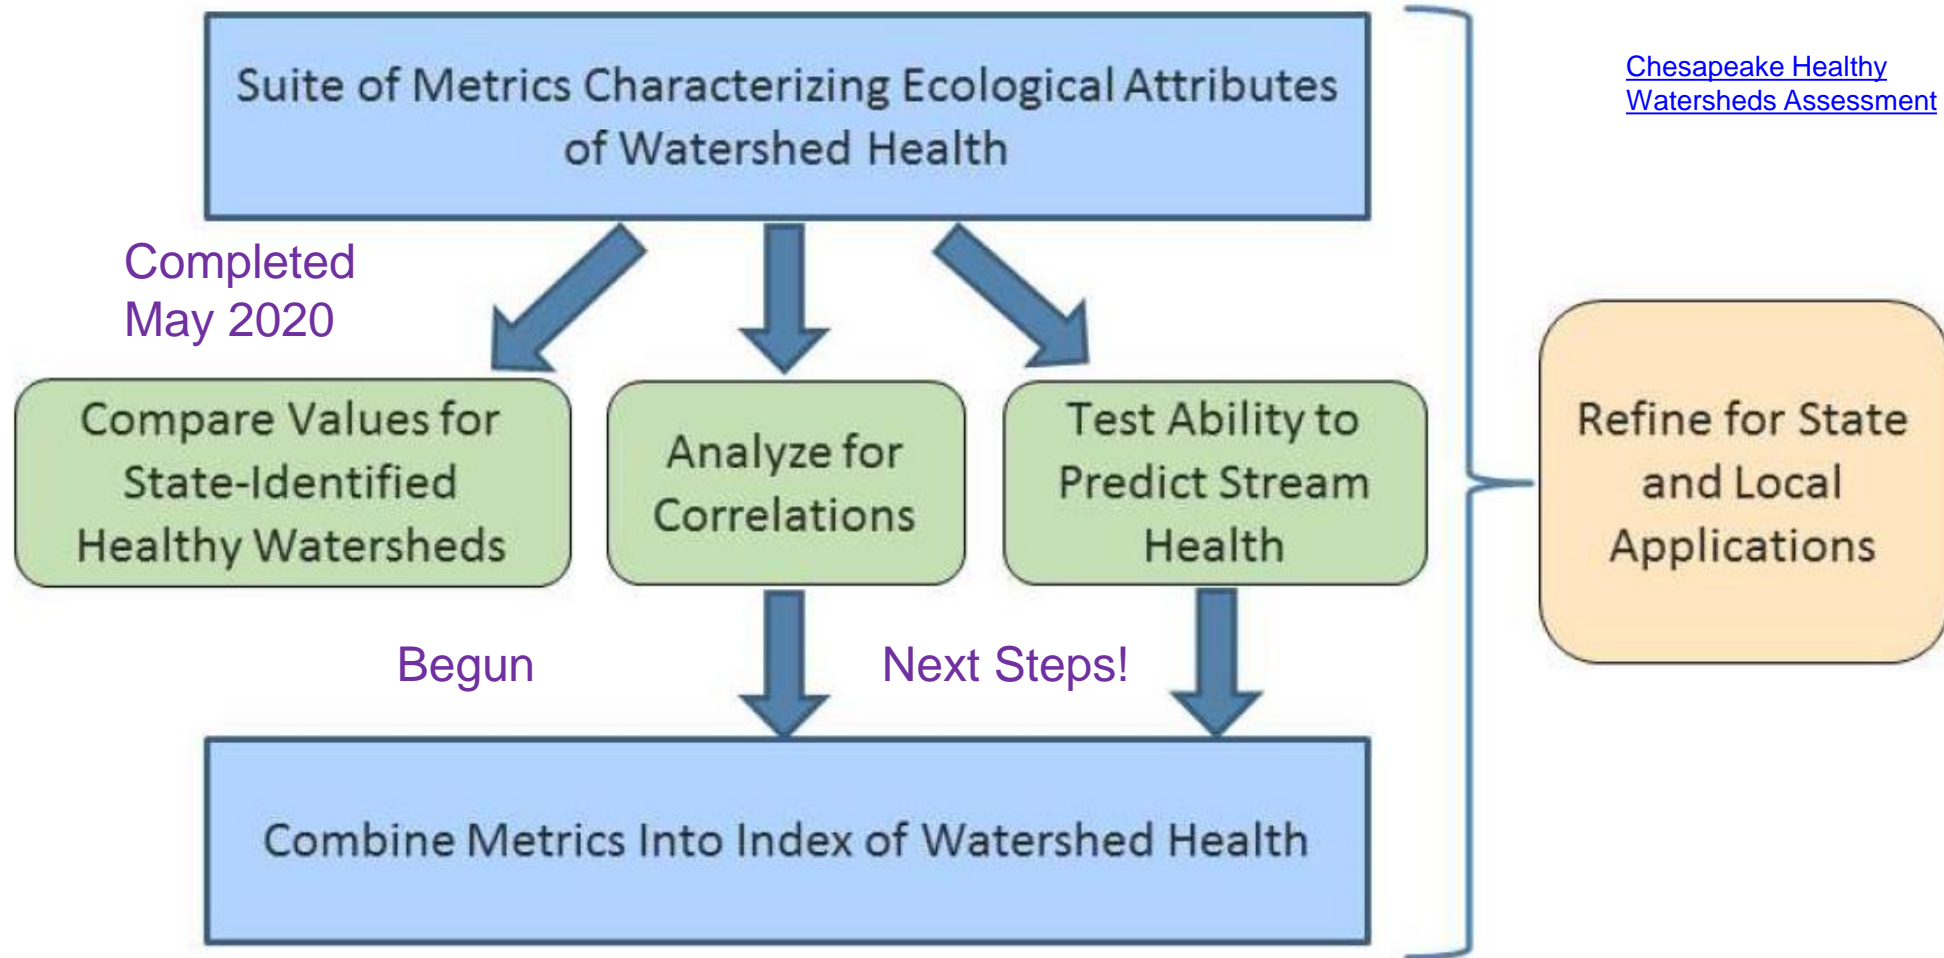 Suite of Metrics Characterizing Ecological Attributes
of Watershed Health
Chesapeake Healthy
Watersheds Assessment
Completed
May 2020
Compare Values for
State-Identified
Healthy Watersheds
Analyze for
Correlations
Test Ability to
Predict Stream
Health
Refine for State
and Local
Applications
Begun
Next Steps!
Combine Metrics Into Index of Watershed Health